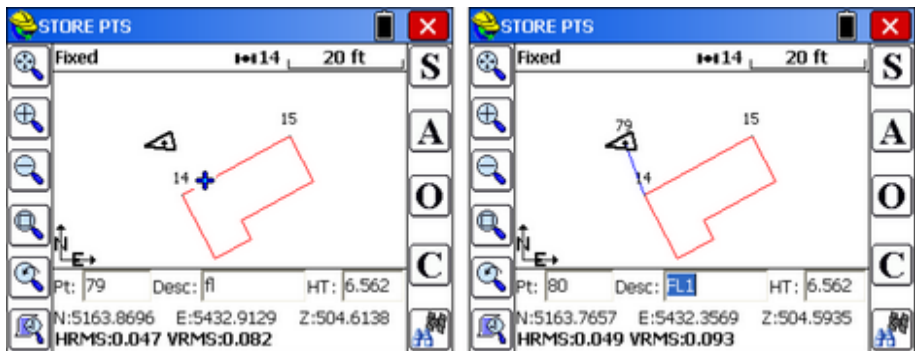 STORE PTS
Fixed 14 20 ft
S
15
A
14
O
N
E
C
Pt: 79 Desc: fl HT: 6.562
N:5163.8696 E:5432.9129 Z:504.6138
HRMS:0.047 VRMS:0.082
STORE PTS
Fixed 14 20 ft
S
79
15
A
14
O
N
E
C
Pt: 80 Desc: FL1 HT: 6.562
N:5163.7657 E:5432.3569 Z:504.5935
HRMS:0.049 VRMS:0.093